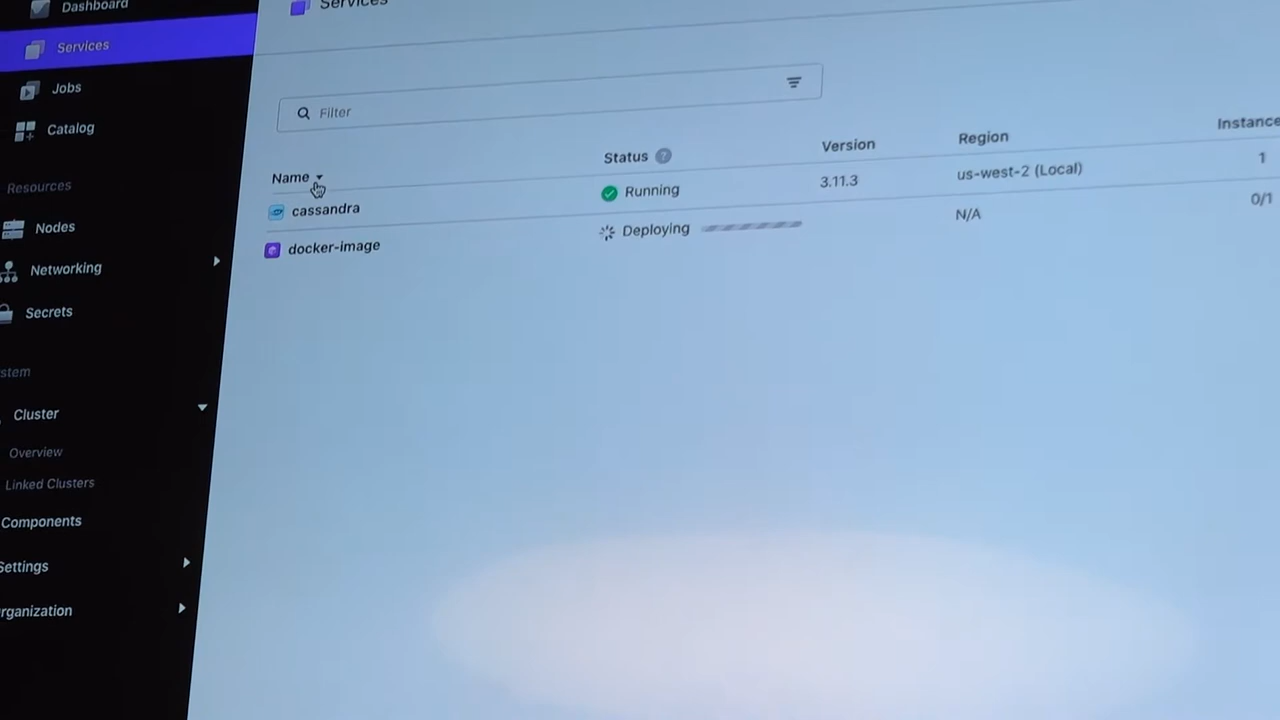 Dashboard
Services
Jobs
Catalog
Resources
Nodes
Networking
Secrets
stem
Cluster
Overview
Linked Clusters
Components
Settings
rganization
Services
Filter
Name Status ? Version Region Instance
cassandra Running 3.11.3 us-west-2 (Local) 1
docker-image Deploying N/A 0/1